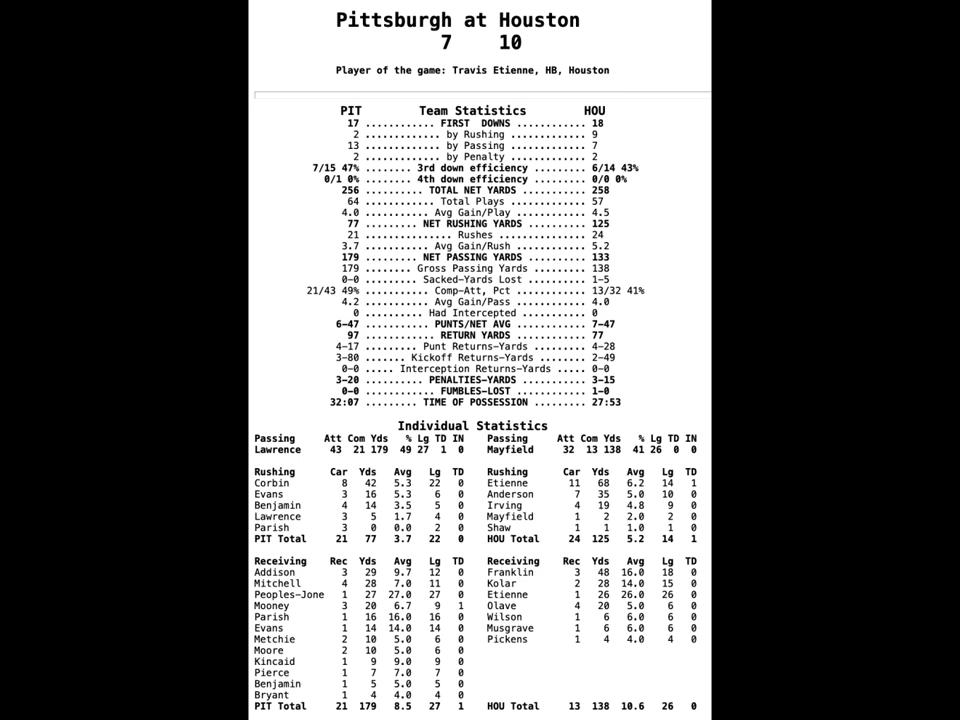 Pittsburgh at Houston
7 10
Player of the game: Travis Etienne, HB, Houston
PIT Team Statistics HOU
17 ............ FIRST DOWNS ............ 18
2 ............. by Rushing ............. 9
13 ............. by Passing ............. 7
2 ............. by Penalty ............. 2
7/15 47% ........ 3rd down efficiency ........ 6/14 43%
0/1 0% ........ 4th down efficiency ........ 0/0 0%
256 .......... TOTAL NET YARDS .......... 258
64 ............ Total Plays ............ 57
4.0 ........... Avg Gain/Play ........... 4.5
77 ......... NET RUSHING YARDS ......... 125
21 ............... Rushes ............... 24
3.7 ........... Avg Gain/Rush ........... 5.2
179 ......... NET PASSING YARDS ......... 133
179 ........ Gross Passing Yards ........ 138
0-0 ......... Sacked-Yards Lost ......... 1-5
21/43 49% ........... Comp-Att, Pct ........... 13/32 41%
4.2 ........... Avg Gain/Pass ........... 4.0
0 .......... Had Intercepted .......... 0
6-47 ........... PUNTS/NET AVG ........... 7-47
97 ............ RETURN YARDS ............ 77
4-17 ......... Punt Returns-Yards ........ 4-28
3-80 ....... Kickoff Returns-Yards ....... 2-49
0-0 ..... Interception Returns-Yards ..... 0-0
3-20 .......... PENALTIES-YARDS ........... 3-15
0-0 ............ FUMBLES-LOST ............ 1-0
32:07 ......... TIME OF POSSESSION ......... 27:53
Individual Statistics
Passing Att Com Yds % Lg TD IN Passing Att Com Yds % Lg TD IN
Lawrence 43 21 179 49 27 1 0 Mayfield 32 13 138 41 26 0 0
Rushing Car Yds Avg Lg TD Rushing Car Yds Avg Lg TD
Corbin 8 42 5.3 22 0 Etienne 11 68 6.2 14 1
Evans 3 16 5.3 6 0 Anderson 7 35 5.0 10 0
Benjamin 4 14 3.5 5 0 Irving 4 19 4.8 9 0
Lawrence 3 5 1.7 4 0 Mayfield 1 2 2.0 2 0
Parish 3 0 0.0 2 0 Shaw 1 1 1.0 1 0
PIT Total 21 77 3.7 22 0 HOU Total 24 125 5.2 14 1
Receiving Rec Yds Avg Lg TD Receiving Rec Yds Avg Lg TD
Addison 3 29 9.7 12 0 Franklin 3 48 16.0 18 0
Mitchell 4 28 7.0 11 0 Kolar 2 28 14.0 15 0
Peoples-Jone 1 27 27.0 27 0 Etienne 1 26 26.0 26 0
Mooney 3 20 6.7 9 1 Olave 4 20 5.0 6 0
Parish 1 16 16.0 16 0 Wilson 1 6 6.0 6 0
Evans 1 14 14.0 14 0 Musgrave 1 6 6.0 6 0
Metchie 2 10 5.0 6 0 Pickens 1 4 4.0 4 0
Moore 2 10 5.0 6 0
Kincaid 1 9 9.0 9 0
Pierce 1 7 7.0 7 0
Benjamin 1 5 5.0 5 0
Bryant 1 4 4.0 4 0
PIT Total 21 179 8.5 27 1 HOU Total 13 138 10.6 26 0